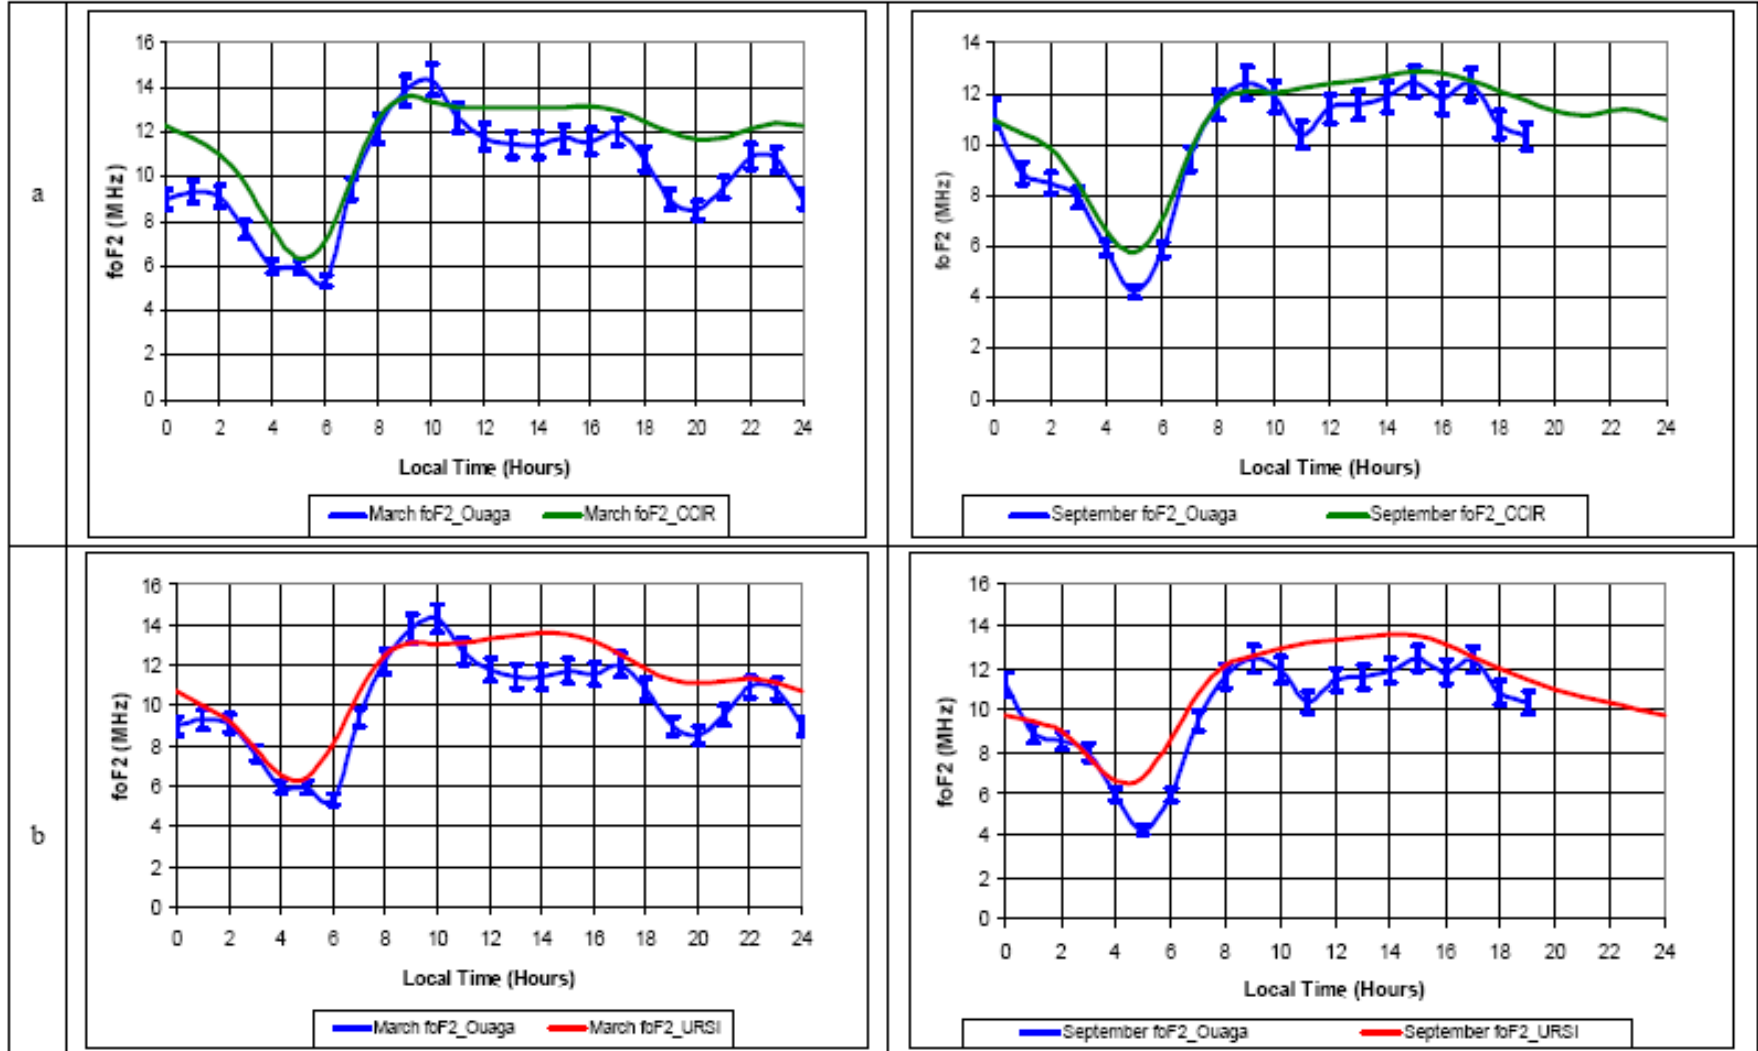 a
16
14
12
10
8
6
4
2
0
foF2 (MHz)
0 2 4 6 8 10 12 14 16 18 20 22 24
Local Time (Hours)
March foF2_Ouaga March foF2_CCIR
14
12
10
8
6
4
2
0
foF2 (MHz)
0 2 4 6 8 10 12 14 16 18 20 22 24
Local Time (Hours)
September foF2_Ouaga September foF2_CCIR
b
16
14
12
10
8
6
4
2
0
foF2 (MHz)
0 2 4 6 8 10 12 14 16 18 20 22 24
Local Time (Hours)
March foF2_Ouaga March foF2_URSI
16
14
12
10
8
6
4
2
0
foF2 (MHz)
0 2 4 6 8 10 12 14 16 18 20 22 24
Local Time (Hours)
September foF2_Ouaga September foF2_URSI